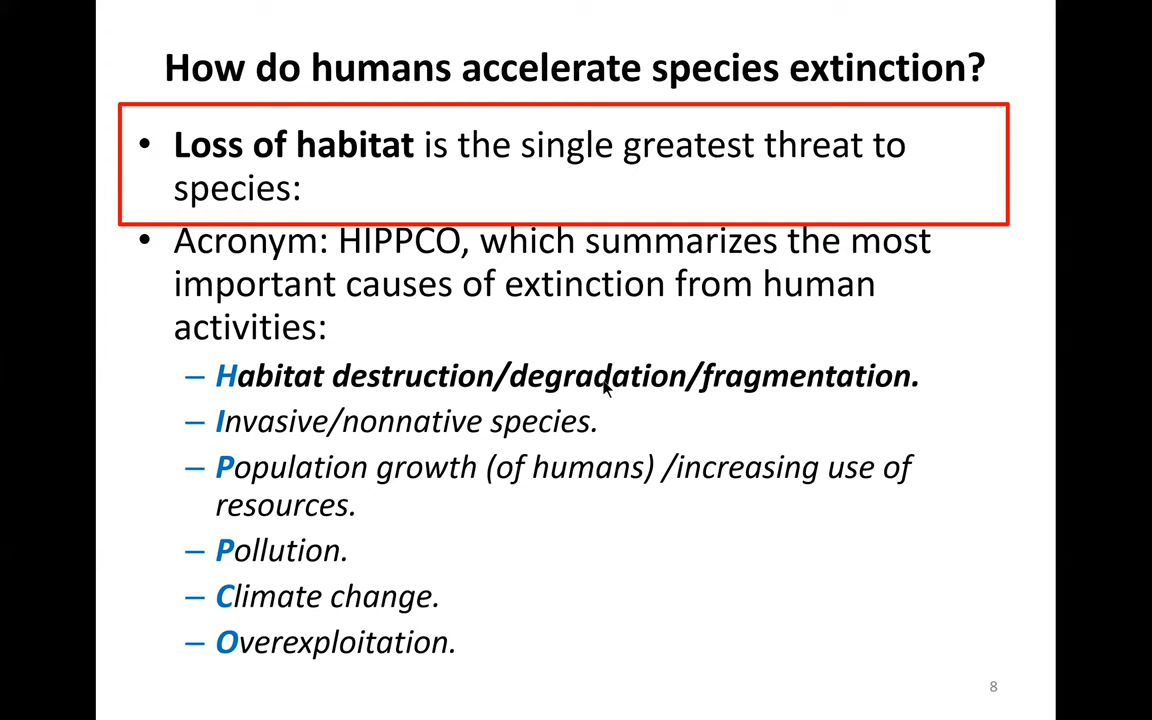 How do humans accelerate species extinction?
• Loss of habitat is the single greatest threat to
species:
• Acronym: HIPPCO, which summarizes the most
important causes of extinction from human
activities:
– Habitat destruction/degradation/fragmentation.
– Invasive/nonnative species.
– Population growth (of humans) /increasing use of
resources.
– Pollution.
– Climate change.
– Overexploitation.
8